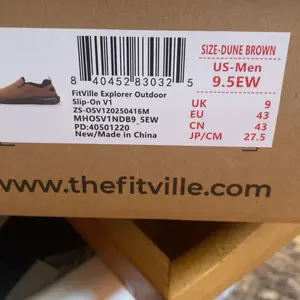 8 40452 83032 5
FitVille Explorer Outdoor
Slip-On V1
ZS-OSV120250416M
MHOSV1NDB9_5EW
PD:40501220
New/Made in China
SIZE-DUNE BROWN
US-Men
9.5EW
UK 9
EU 43
CN 43
JP/CM 27.5
www.thefitville.com